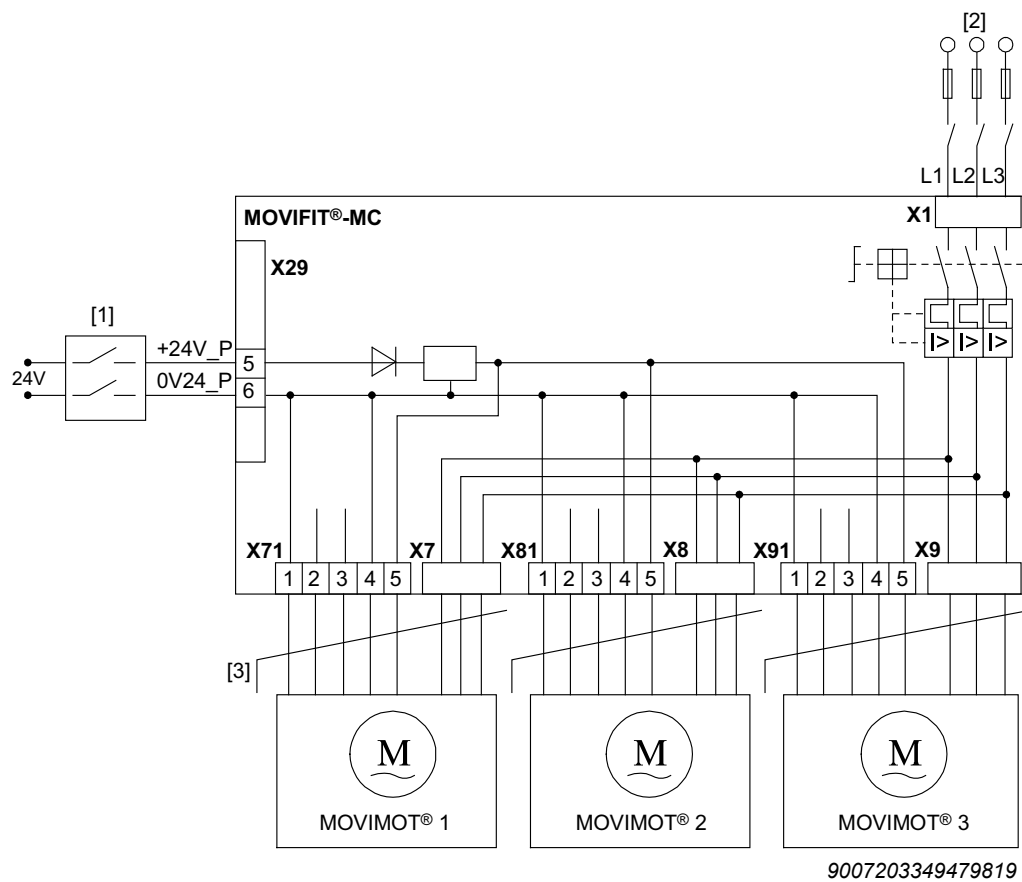 [2]
L1 L2 L3
MOVIFIT®-MC
X1
X29
[1]
+24V_P
5
24V
0V24_P
6
I> I> I>
X71 X7 X81 X8 X91 X9
1 2 3 4 5 1 2 3 4 5 1 2 3 4 5
[3]
M M M
MOVIMOT® 1 MOVIMOT® 2 MOVIMOT® 3
9007203349479819